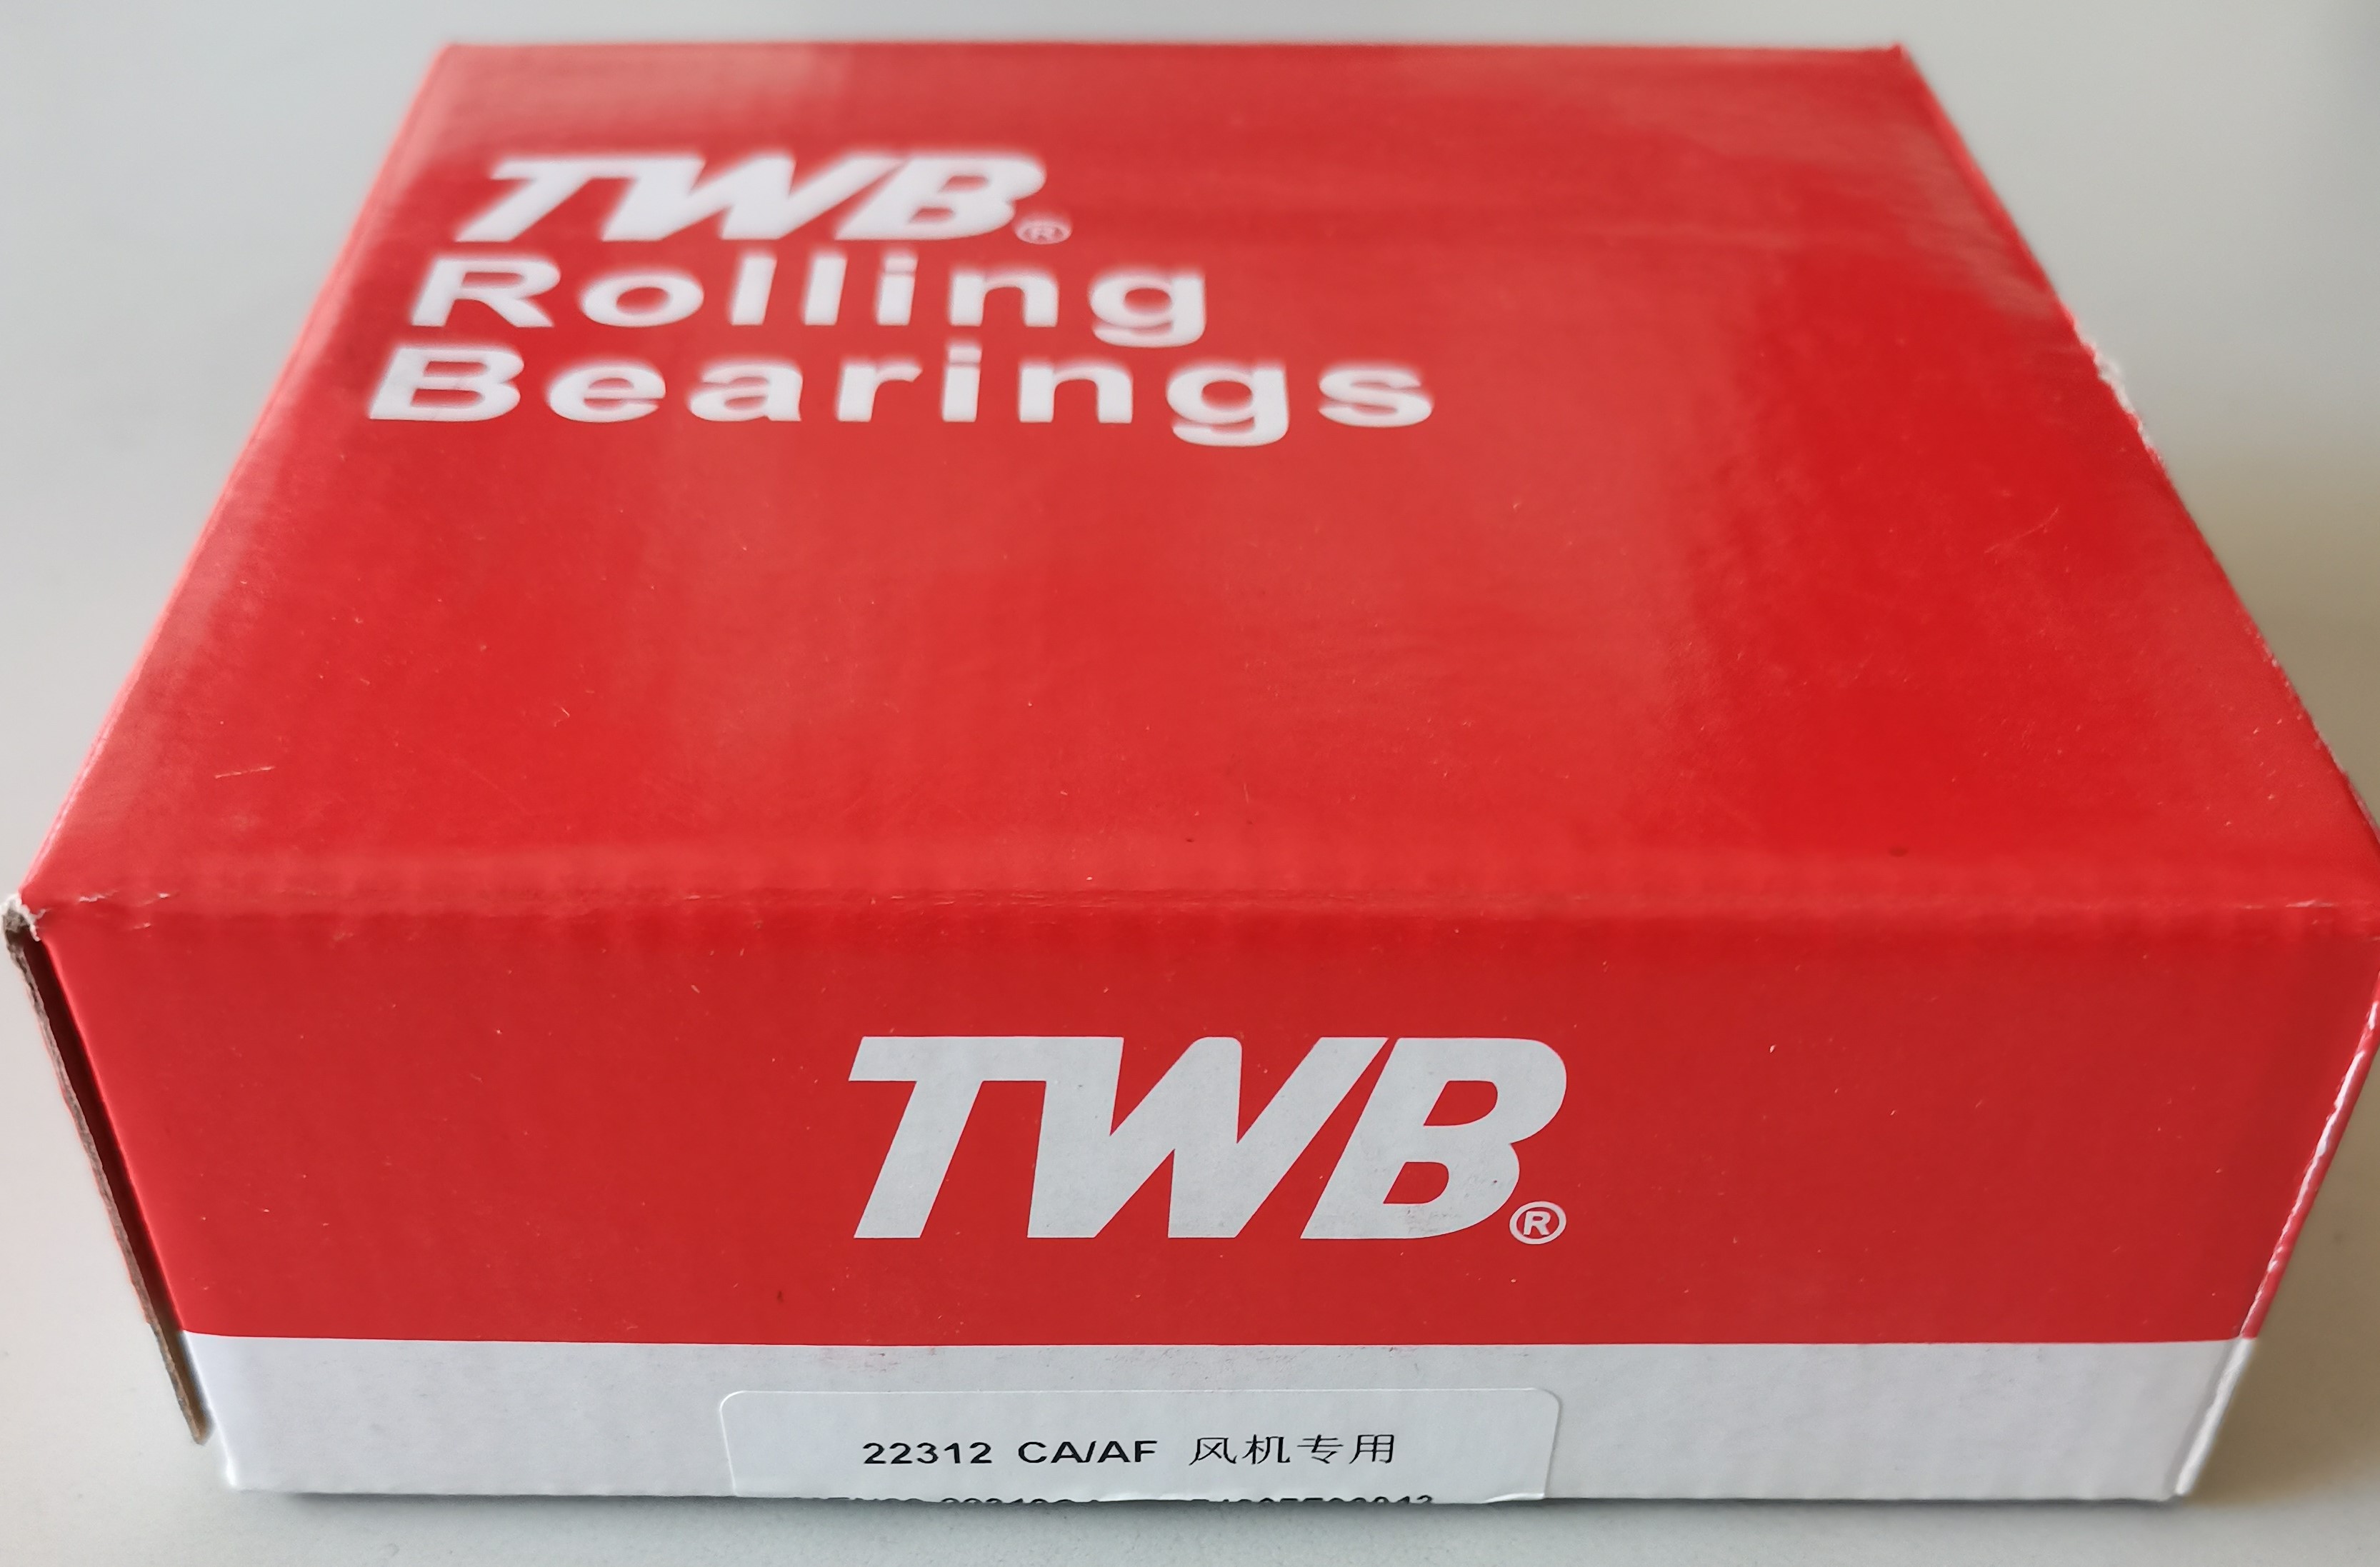 TWB®
Rolling
Bearings
TWB®
22312 CA/AF 风机专用